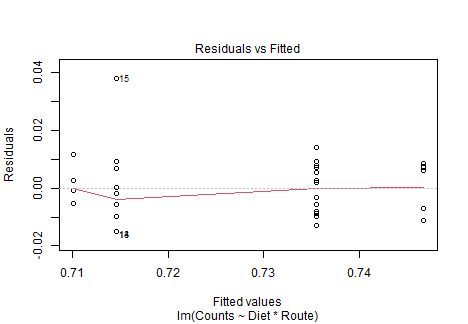 Residuals vs Fitted
Residuals
0.04
0.02
0.00
-0.02
15
0.71
0.72
0.73
0.74
Fitted values
lm(Counts ~ Diet * Route)